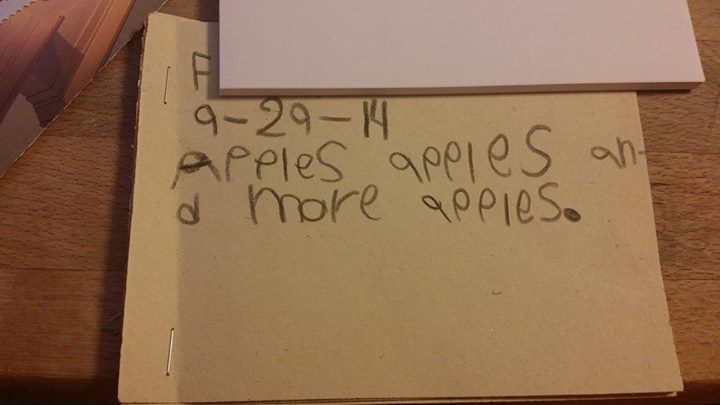 F
9-29-14
apples apples an-
d more apples.